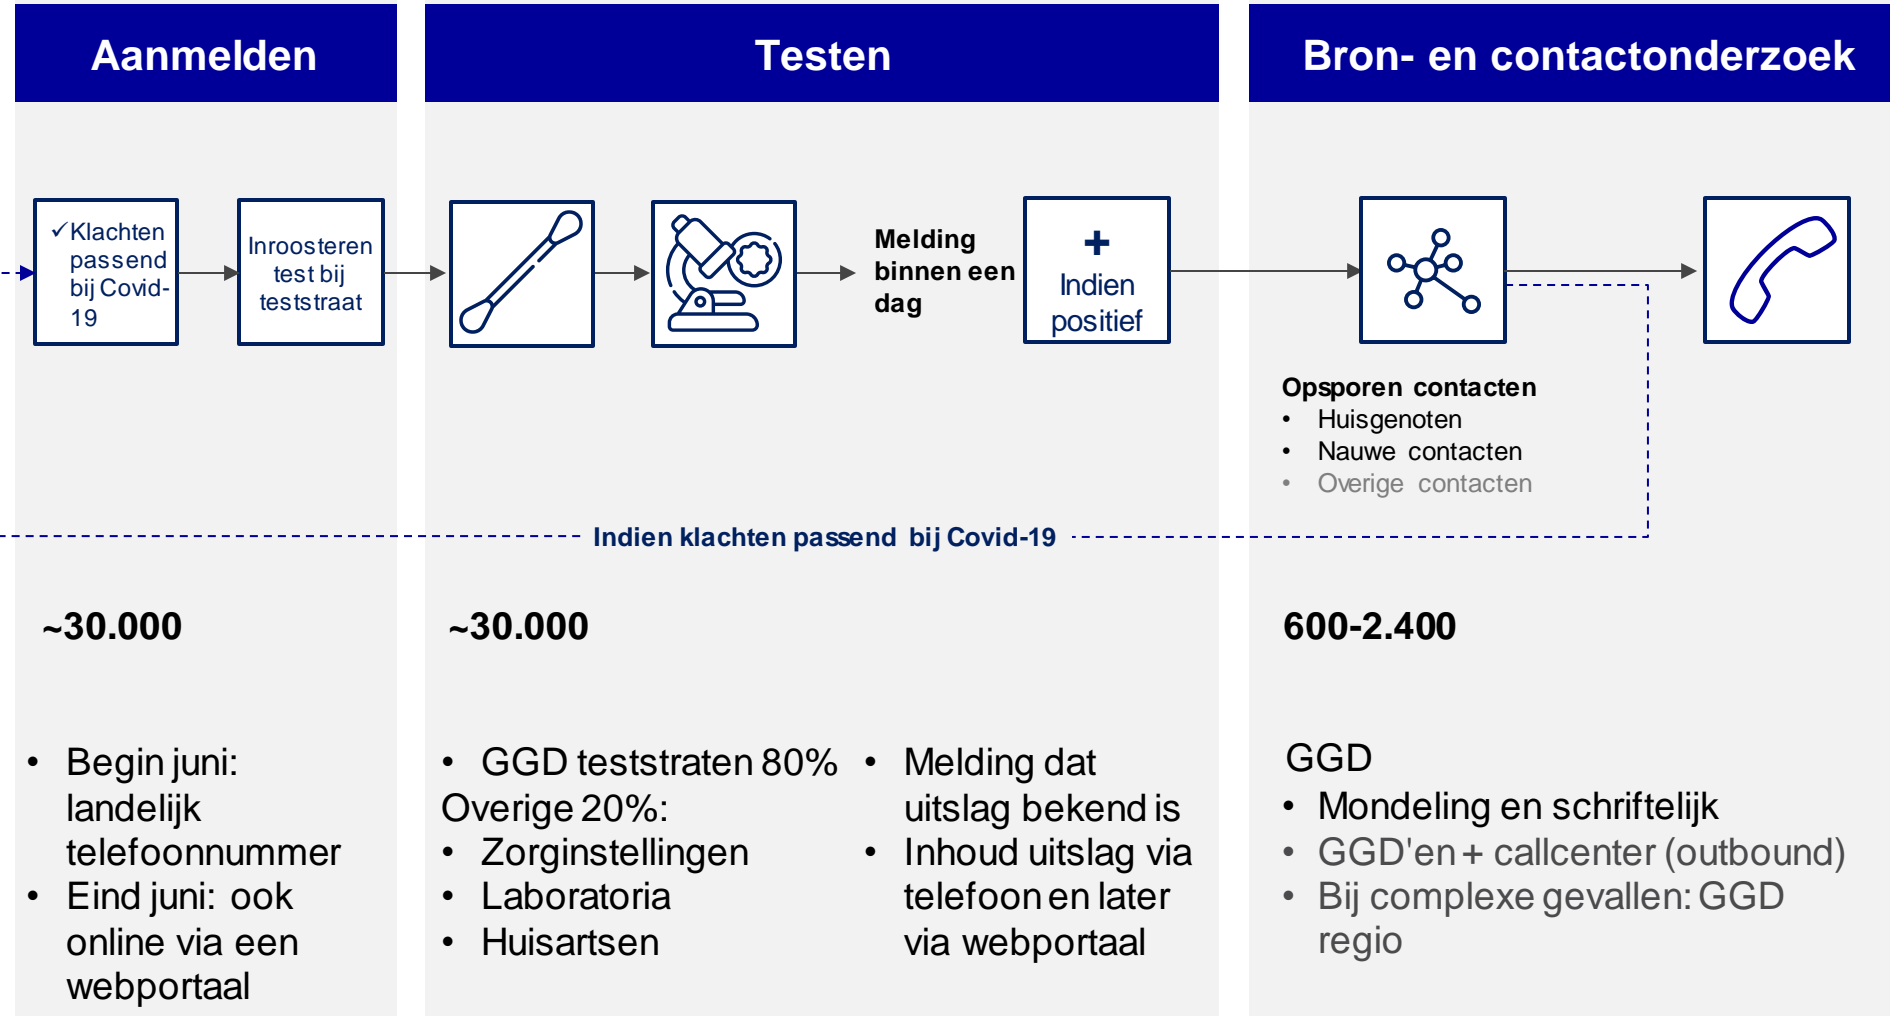 Aanmelden
Testen
Bron- en contactonderzoek
✓Klachten
passend
bij Covid-
19
Inroosteren
test bij
teststraat
Melding
binnen een
dag
+
Indien
positief
Opsporen contacten
• Huisgenoten
• Nauwe contacten
• Overige contacten
Indien klachten passend bij Covid-19
~30.000
~30.000
600-2.400
• Begin juni:
landelijk
telefoonnummer
• Eind juni: ook
online via een
webportaal
• GGD teststraten 80%
Overige 20%:
• Zorginstellingen
• Laboratoria
• Huisartsen
• Melding dat
uitslag bekend is
• Inhoud uitslag via
telefoon en later
via webportaal
GGD
• Mondeling en schriftelijk
• GGD'en + callcenter (outbound)
• Bij complexe gevallen: GGD
regio